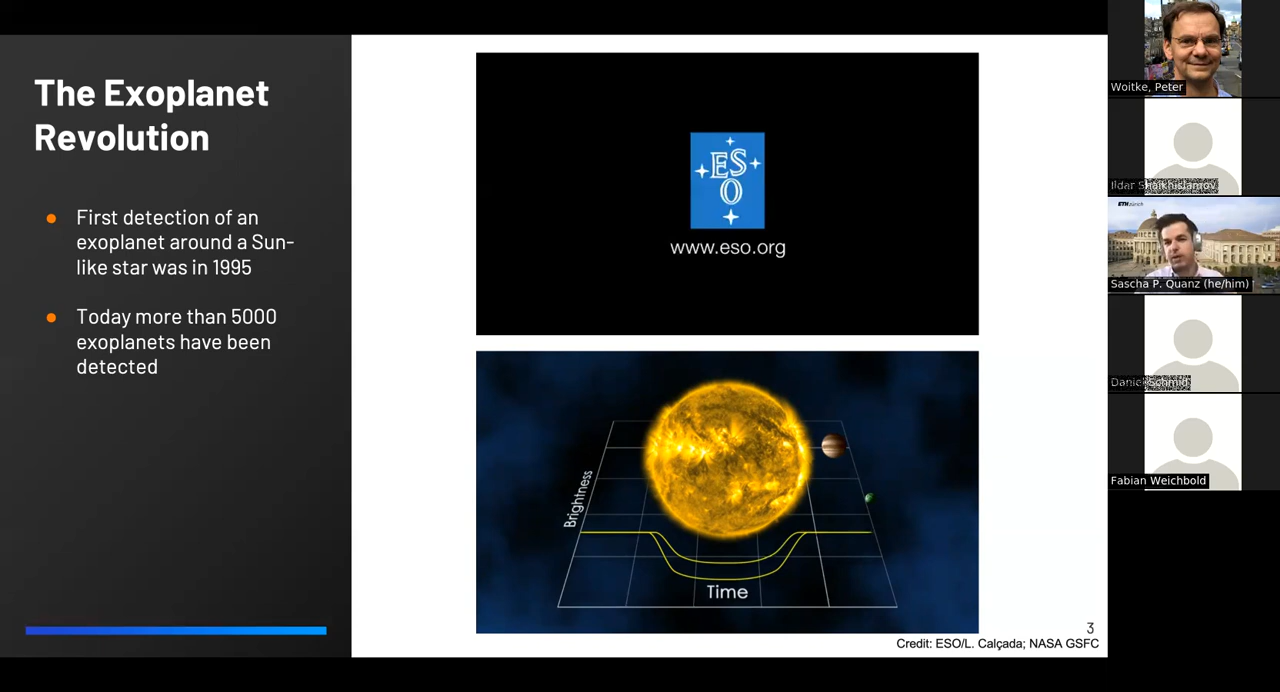 The Exoplanet
Revolution
First detection of an
exoplanet around a Sun-
like star was in 1995
Today more than 5000
exoplanets have been
detected
ESO
www.eso.org
Brightness
Time
3
Credit: ESO/L. Calçada; NASA GSFC
Woitke, Peter
Ildar Shaikhislamov
ETH zürich
Sascha P. Quanz (he/him)
Daniel Schmid
Fabian Weichbold